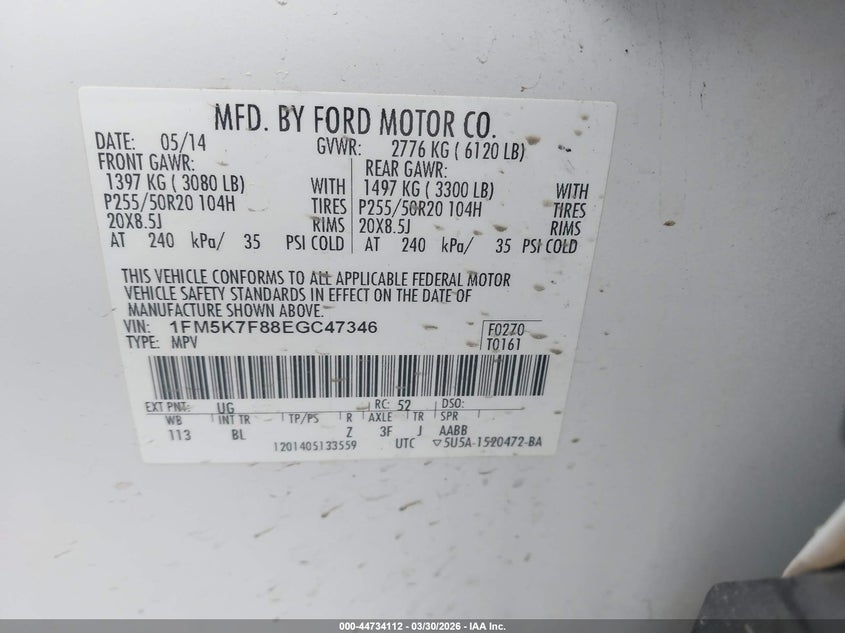 MFD. BY FORD MOTOR CO.
DATE: 05/14 GVWR: 2776 KG ( 6120 LB)
FRONT GAWR: REAR GAWR:
1397 KG ( 3080 LB) WITH 1497 KG ( 3300 LB) WITH
P255/50R20 104H TIRES P255/50R20 104H TIRES
20X8.5J RIMS 20X8.5J RIMS
AT 240 kPa/ 35 PSI COLD AT 240 kPa/ 35 PSI COLD
THIS VEHICLE CONFORMS TO ALL APPLICABLE FEDERAL MOTOR
VEHICLE SAFETY STANDARDS IN EFFECT ON THE DATE OF
MANUFACTURE SHOWN ABOVE.
VIN: 1FM5K7F88EGC47346 F0270
TYPE: MPV T0161
EXT PNT: UG RC: 52 DSO:
WB INT TR TP/PS R AXLE TR SPR
113 BL Z 3F J AABB
1201405133559 UTC ▽5U5A-1520472-BA
000-44734112 — 03/30/2026 — IAA Inc.